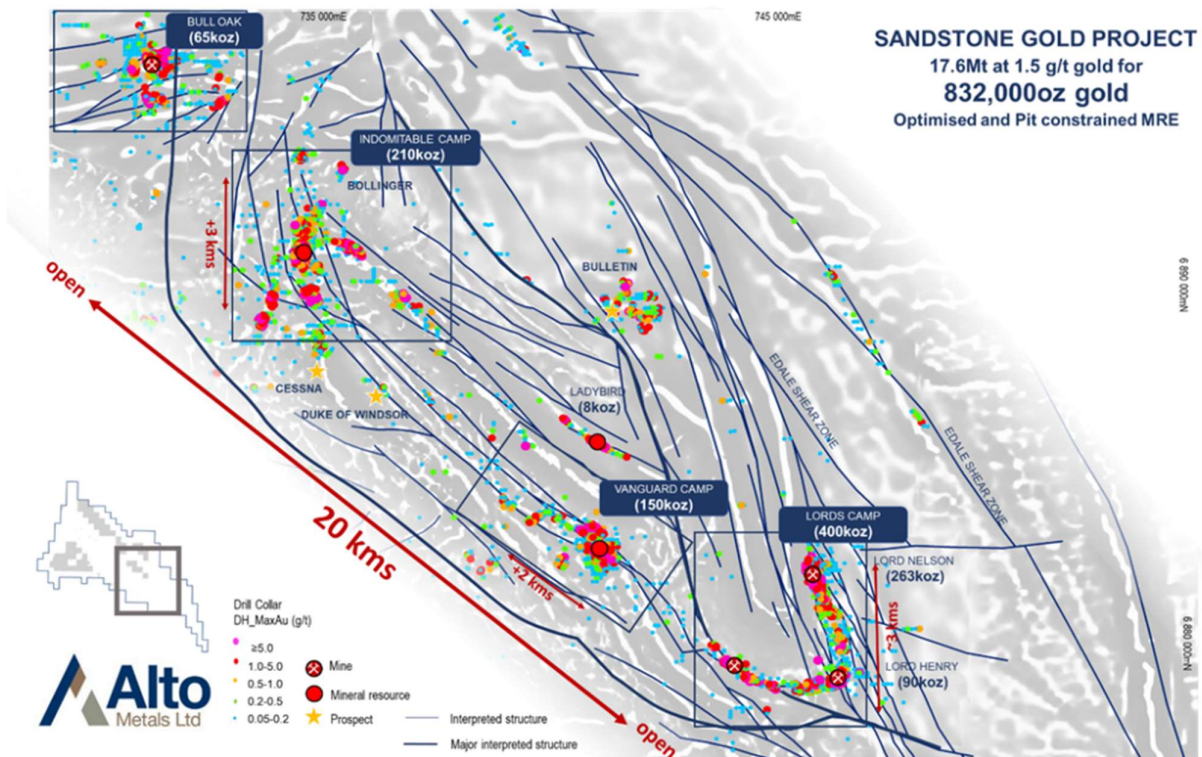 BULL OAK
(65koz)
735 000mE
745 000mE
SANDSTONE GOLD PROJECT
17.6Mt at 1.5 g/t gold for
832,000oz gold
Optimised and Pit constrained MRE
INDOMITABLE CAMP
(210koz)
BOLLINGER
+3 kms
open
BULLETIN
6 890 000mN
CESSNA
DUKE OF WINDSOR
LADYBIRD
(8koz)
EDALE SHEAR ZONE
EDALE SHEAR ZONE
20 kms
VANGUARD CAMP
(150koz)
+2 kms
LORDS CAMP
(400koz)
LORD NELSON
(263koz)
~3 kms
LORD HENRY
(90koz)
6 880 000mN
open
Drill Collar
DH_MaxAu (g/t)
≥5.0
1.0-5.0
0.5-1.0
0.2-0.5
0.05-0.2
Mine
Mineral resource
Prospect
Interpreted structure
Major interpreted structure
Alto
Metals Ltd